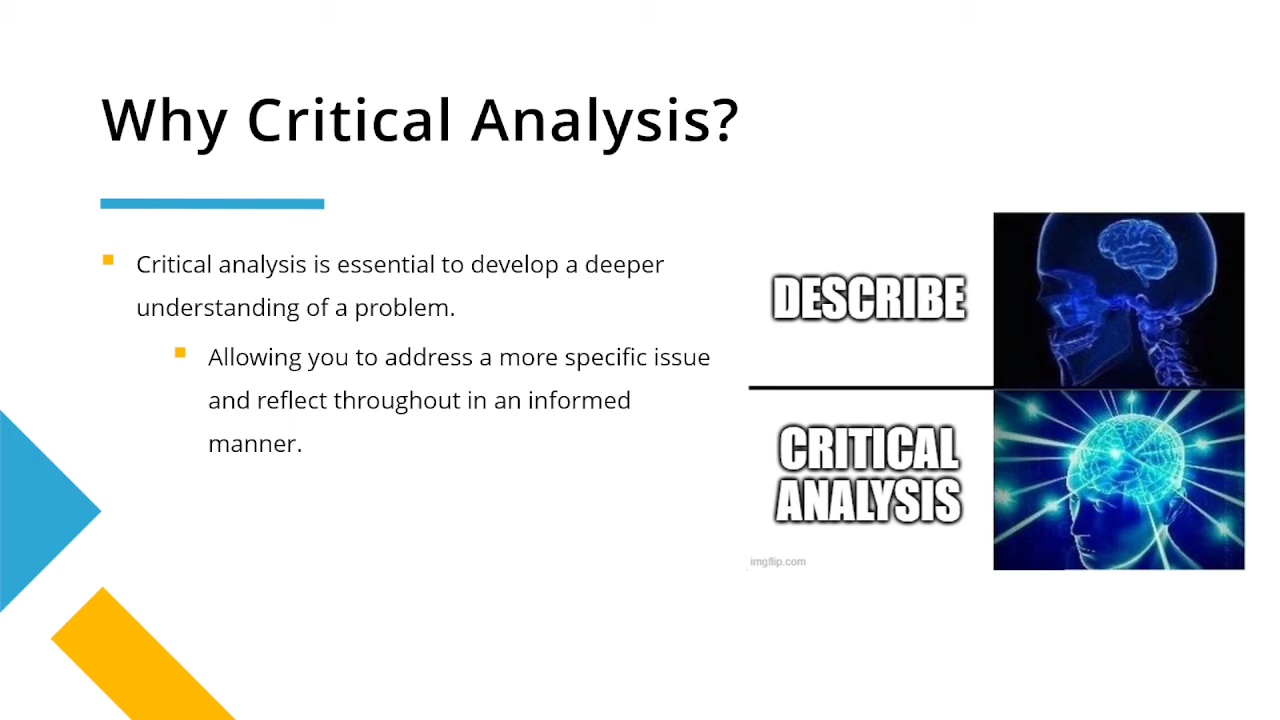 Why Critical Analysis?
Critical analysis is essential to develop a deeper
understanding of a problem.
Allowing you to address a more specific issue
and reflect throughout in an informed
manner.
DESCRIBE
CRITICAL
ANALYSIS
imgflip.com